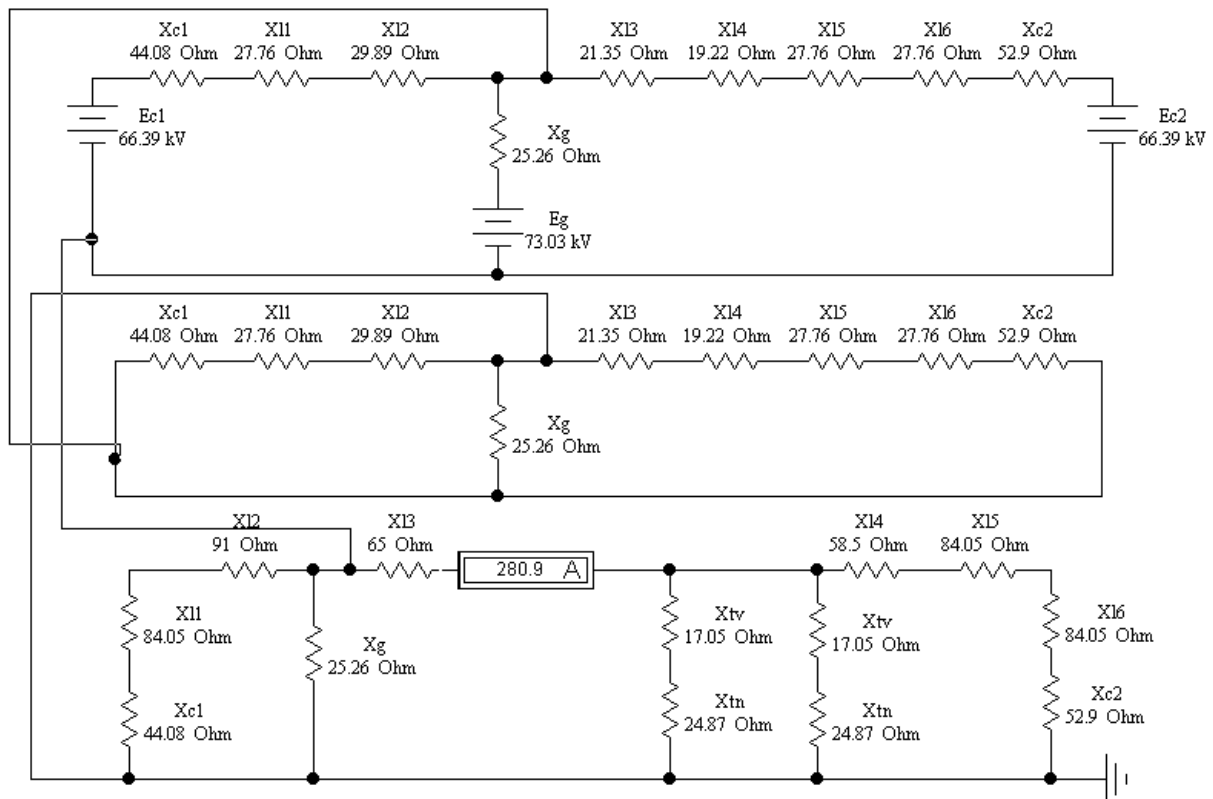 Xc1
44.08 Ohm
Xl1
27.76 Ohm
Xl2
29.89 Ohm
Xl3
21.35 Ohm
Xl4
19.22 Ohm
Xl5
27.76 Ohm
Xl6
27.76 Ohm
Xc2
52.9 Ohm
Ec1
66.39 kV
Xg
25.26 Ohm
Ec2
66.39 kV
Eg
73.03 kV
Xc1
44.08 Ohm
Xl1
27.76 Ohm
Xl2
29.89 Ohm
Xl3
21.35 Ohm
Xl4
19.22 Ohm
Xl5
27.76 Ohm
Xl6
27.76 Ohm
Xc2
52.9 Ohm
Xg
25.26 Ohm
Xl2
91 Ohm
Xl3
65 Ohm
280.9 A
Xl4
58.5 Ohm
Xl5
84.05 Ohm
Xl1
84.05 Ohm
Xg
25.26 Ohm
Xtv
17.05 Ohm
Xtv
17.05 Ohm
Xl6
84.05 Ohm
Xc1
44.08 Ohm
Xtn
24.87 Ohm
Xtn
24.87 Ohm
Xc2
52.9 Ohm